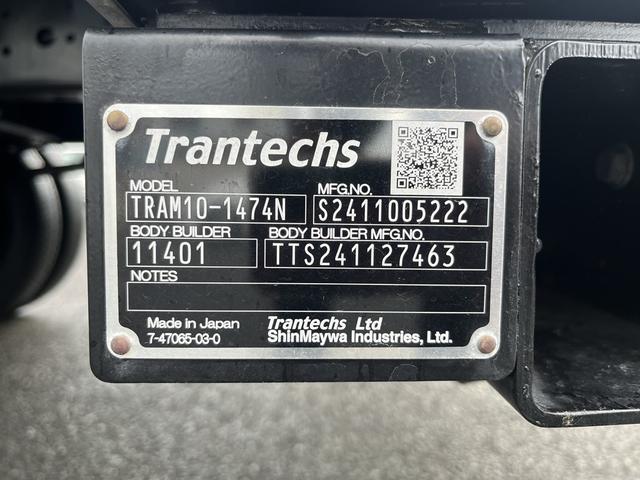 Trantechs
MODEL MFG.NO.
TRAM10-1474N S2411005222
BODY BUILDER BODY BUILDER MFG.NO.
11401 TTS241127463
NOTES
Made in Japan Trantechs Ltd
7-47065-03-0 ShinMaywa Industries, Ltd.